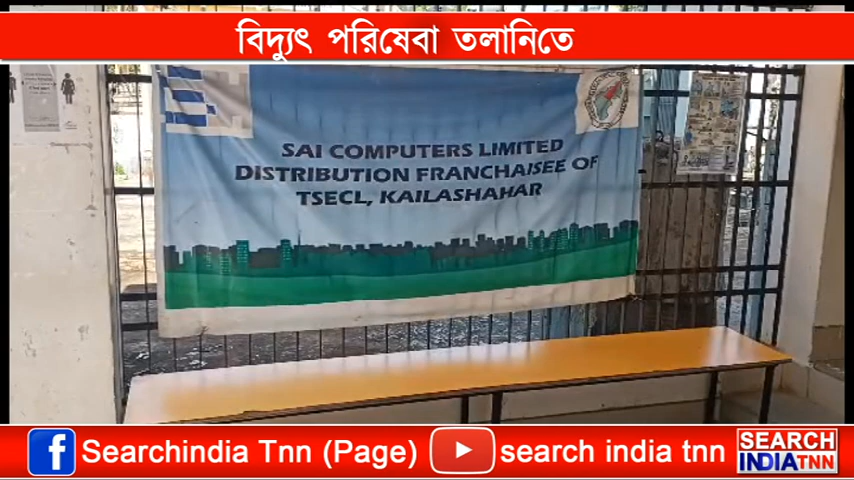 বিদ্যুৎ পরিষেবা তলানিতে
SAI COMPUTERS LIMITED
DISTRIBUTION FRANCHAISEE OF
TSECL, KAILASHAHAR
Searchindia Tnn (Page)
search india tnn
SEARCH
INDIATNN